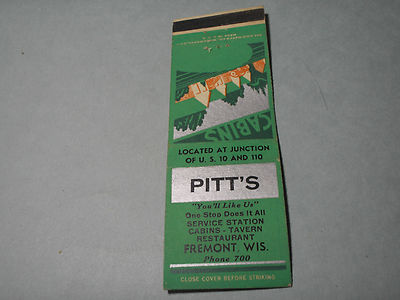 CABINS
LOCATED AT JUNCTION
OF U. S. 10 AND 110
PITT'S
"You'll Like Us"
One Stop Does It All
SERVICE STATION
CABINS - TAVERN
RESTAURANT
FREMONT, WIS.
Phone 700
CLOSE COVER BEFORE STRIKING